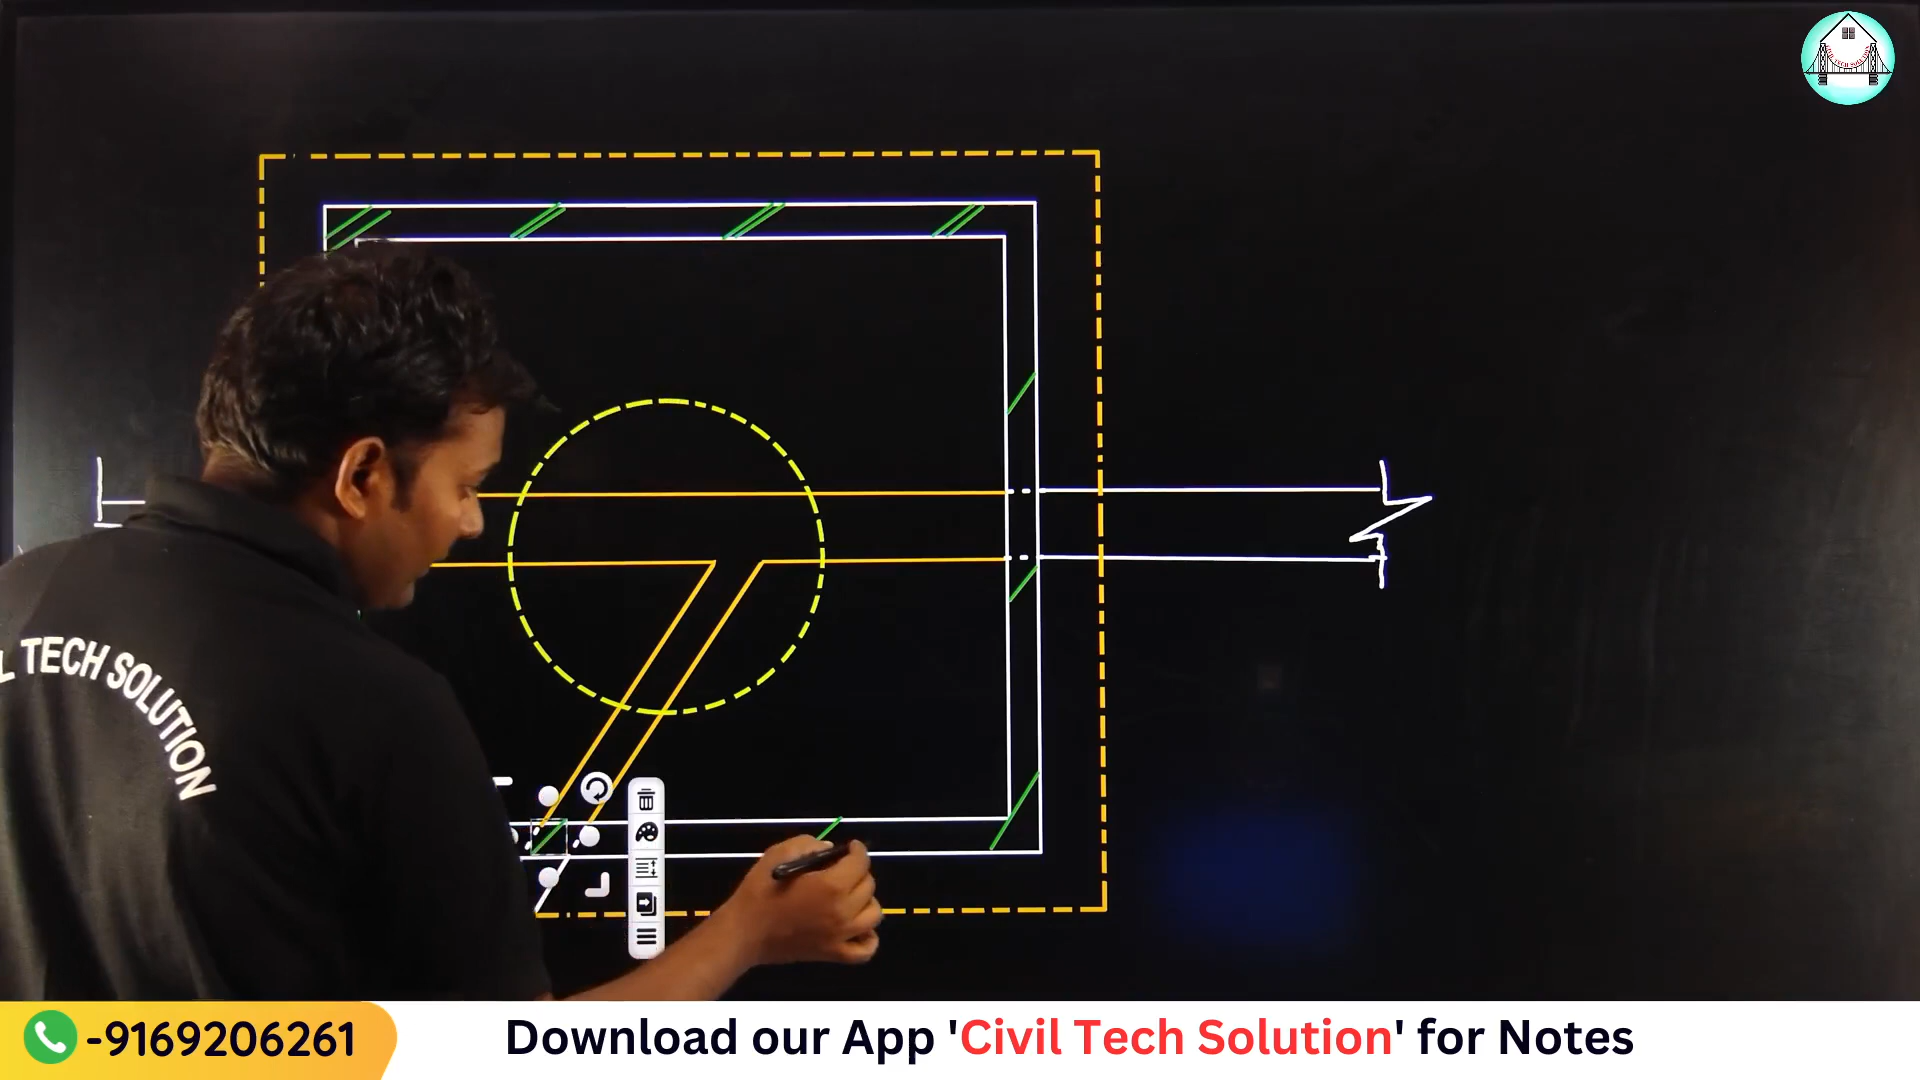 L TECH SOLUTION
-9169206261
Download our App 'Civil Tech Solution' for Notes